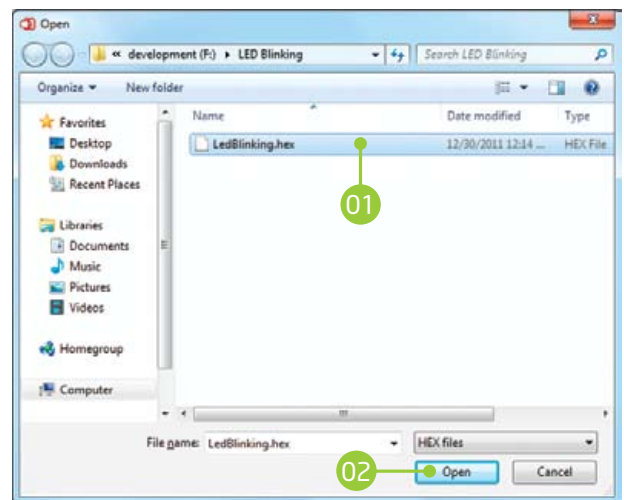 Open
« development (F:) ▸ LED Blinking
Search LED Blinking
Organize
New folder
Name
Date modified
Type
Favorites
Desktop
Downloads
Recent Places
Libraries
Documents
Music
Pictures
Videos
Homegroup
Computer
LedBlinking.hex
12/30/2011 12:14 ...
HEX File
01
File name:
LedBlinking.hex
HEX files
02
Open
Cancel